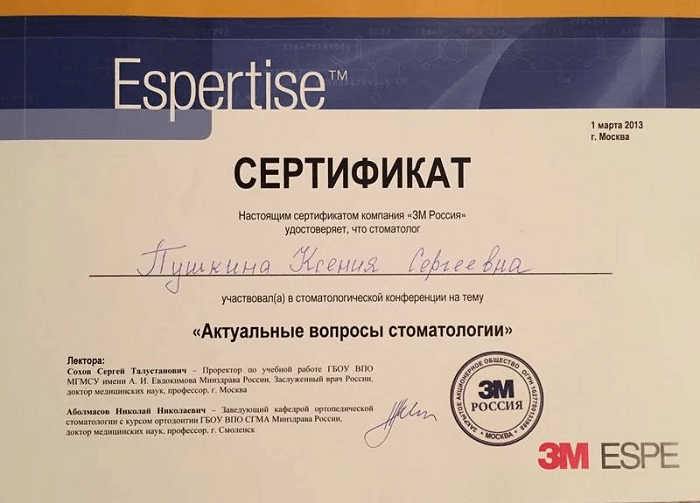 Espertise™
1 марта 2013
г. Москва
СЕРТИФИКАТ
Настоящим сертификатом компания «3М Россия»
удостоверяет, что стоматолог
Пушкина Ксения Сергеевна
участвовал(а) в стоматологической конференции на тему
«Актуальные вопросы стоматологии»
Лектора:
Сохов Сергей Талустанович – Проректор по учебной работе ГБОУ ВПО
МГМСУ имени А. И. Евдокимова Минздрава России, Заслуженный врач России,
доктор медицинских наук, профессор, г. Москва
Аболмасов Николай Николаевич – Заведующий кафедрой ортопедической
стоматологии с курсом ортодонтии ГБОУ ВПО СГМА Минздрава России,
доктор медицинских наук, профессор, г. Смоленск
ЗАКРЫТОЕ АКЦИОНЕРНОЕ ОБЩЕСТВО
3М
РОССИЯ
МОСКВА
3M ESPE